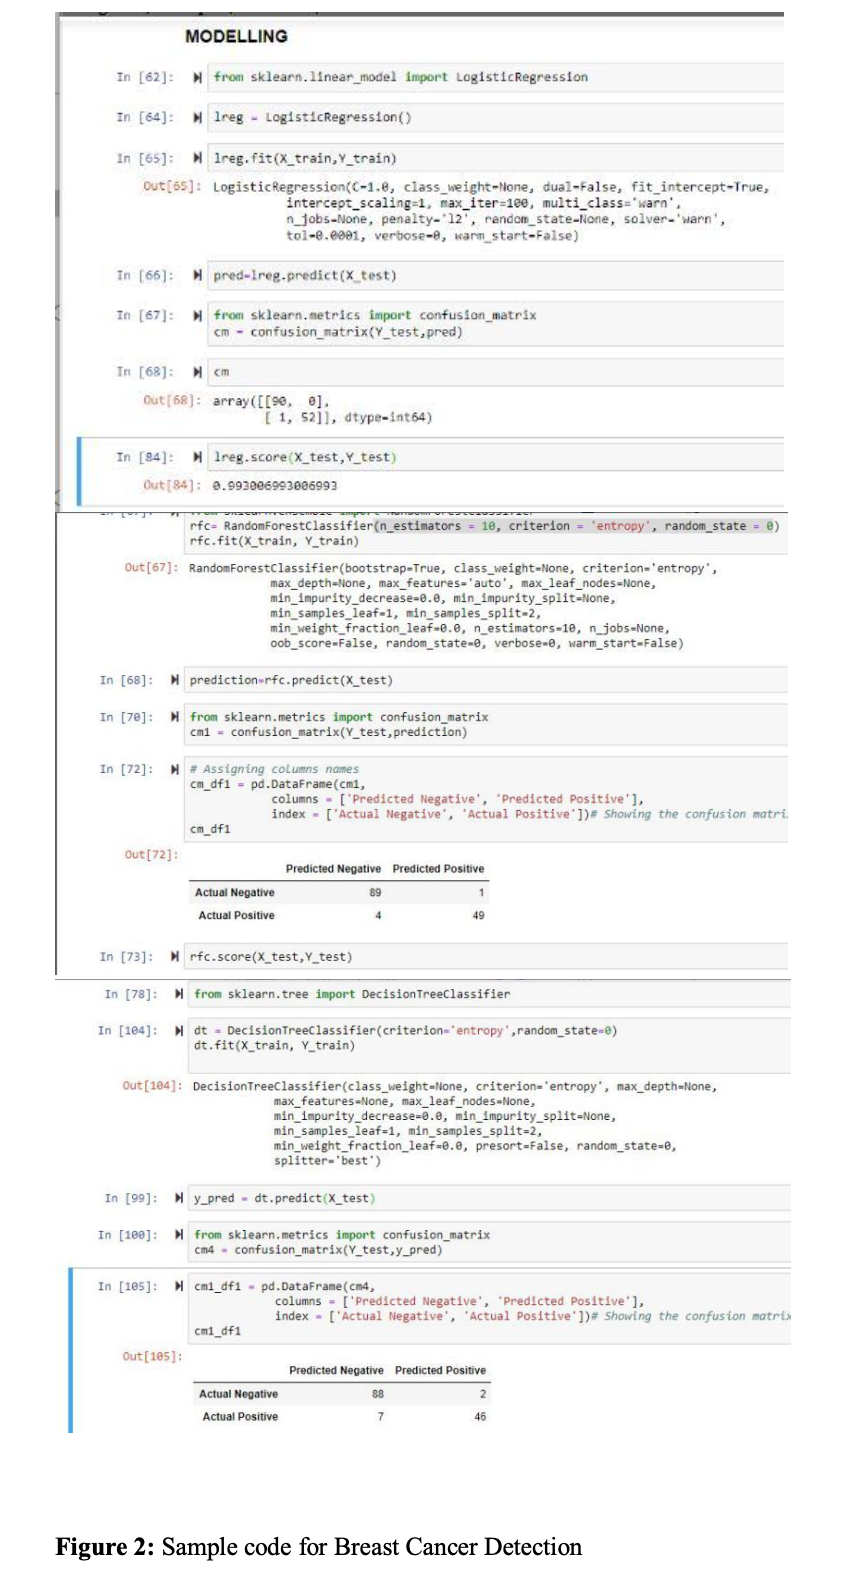 MODELLING
In [62]: from sklearn.linear_model import LogisticRegression
In [64]: lreg = LogisticRegression()
In [65]: lreg.fit(X_train,Y_train)
Out[65]: LogisticRegression(C=1.0, class_weight=None, dual=False, fit_intercept=True,
intercept_scaling=1, max_iter=100, multi_class='warn',
n_jobs=None, penalty='l2', random_state=None, solver='warn',
tol=0.0001, verbose=0, warm_start=False)
In [66]: pred=lreg.predict(X_test)
In [67]: from sklearn.metrics import confusion_matrix
cm = confusion_matrix(Y_test,pred)
In [68]: cm
Out[68]: array([[90, 0],
[ 1, 52]], dtype=int64)
In [84]: lreg.score(X_test,Y_test)
Out[84]: 0.993006993006993
rfc= RandomForestClassifier(n_estimators = 10, criterion = 'entropy', random_state = 0)
rfc.fit(X_train, Y_train)
Out[67]: RandomForestClassifier(bootstrap=True, class_weight=None, criterion='entropy',
max_depth=None, max_features='auto', max_leaf_nodes=None,
min_impurity_decrease=0.0, min_impurity_split=None,
min_samples_leaf=1, min_samples_split=2,
min_weight_fraction_leaf=0.0, n_estimators=10, n_jobs=None,
oob_score=False, random_state=0, verbose=0, warm_start=False)
In [68]: prediction=rfc.predict(X_test)
In [70]: from sklearn.metrics import confusion_matrix
cm1 = confusion_matrix(Y_test,prediction)
In [72]: # Assigning columns names
cm_df1 = pd.DataFrame(cm1,
columns = ['Predicted Negative', 'Predicted Positive'],
index = ['Actual Negative', 'Actual Positive'])# Showing the confusion matri
cm_df1
Out[72]:
Predicted Negative Predicted Positive
Actual Negative 89 1
Actual Positive 4 49
In [73]: rfc.score(X_test,Y_test)
In [78]: from sklearn.tree import DecisionTreeClassifier
In [104]: dt = DecisionTreeClassifier(criterion='entropy',random_state=0)
dt.fit(X_train, Y_train)
Out[104]: DecisionTreeClassifier(class_weight=None, criterion='entropy', max_depth=None,
max_features=None, max_leaf_nodes=None,
min_impurity_decrease=0.0, min_impurity_split=None,
min_samples_leaf=1, min_samples_split=2,
min_weight_fraction_leaf=0.0, presort=False, random_state=0,
splitter='best')
In [99]: y_pred = dt.predict(X_test)
In [100]: from sklearn.metrics import confusion_matrix
cm4 = confusion_matrix(Y_test,y_pred)
In [105]: cm1_df1 = pd.DataFrame(cm4,
columns = ['Predicted Negative', 'Predicted Positive'],
index = ['Actual Negative', 'Actual Positive'])# Showing the confusion matrix
cm1_df1
Out[105]:
Predicted Negative Predicted Positive
Actual Negative 88 2
Actual Positive 7 46
Figure 2: Sample code for Breast Cancer Detection